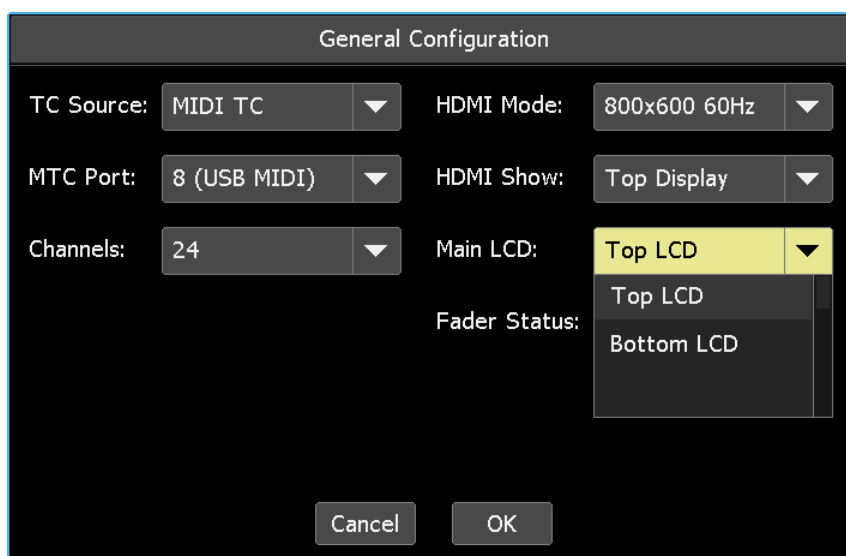 General Configuration
TC Source: MIDI TC HDMI Mode: 800x600 60Hz
MTC Port: 8 (USB MIDI) HDMI Show: Top Display
Channels: 24 Main LCD: Top LCD
Top LCD
Fader Status:
Bottom LCD
Cancel OK